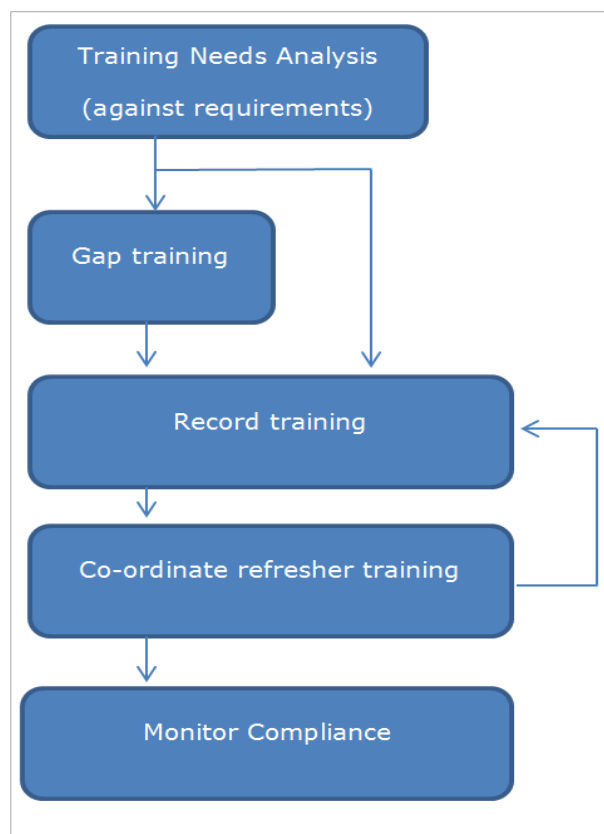 Training Needs Analysis
(against requirements)
Gap training
Record training
Co-ordinate refresher training
Monitor Compliance